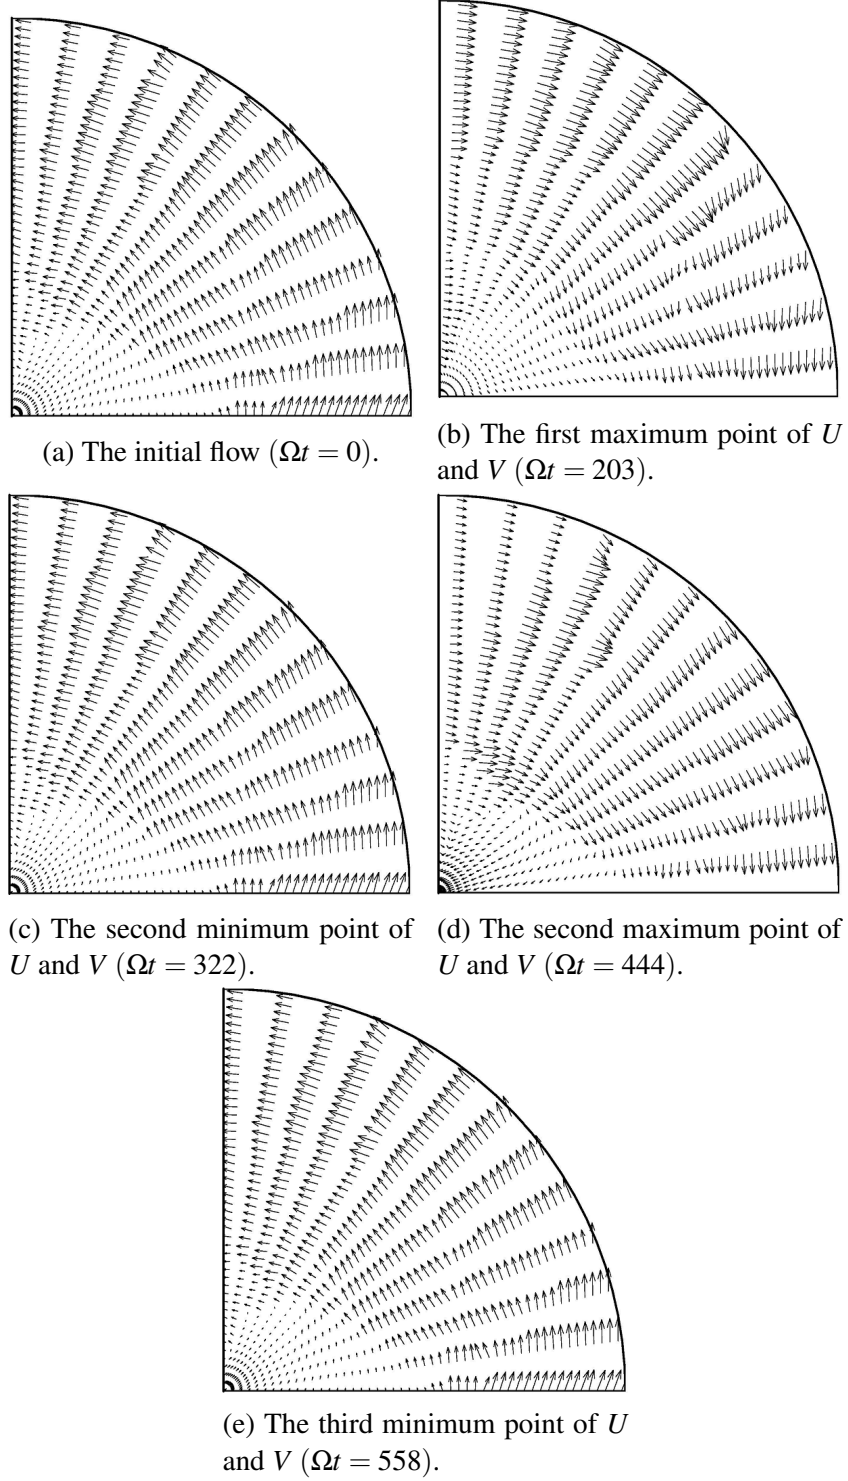 (a) The initial flow (Ωt = 0).
(b) The first maximum point of U
and V (Ωt = 203).
(c) The second minimum point of
U and V (Ωt = 322).
(d) The second maximum point of
U and V (Ωt = 444).
(e) The third minimum point of U
and V (Ωt = 558).